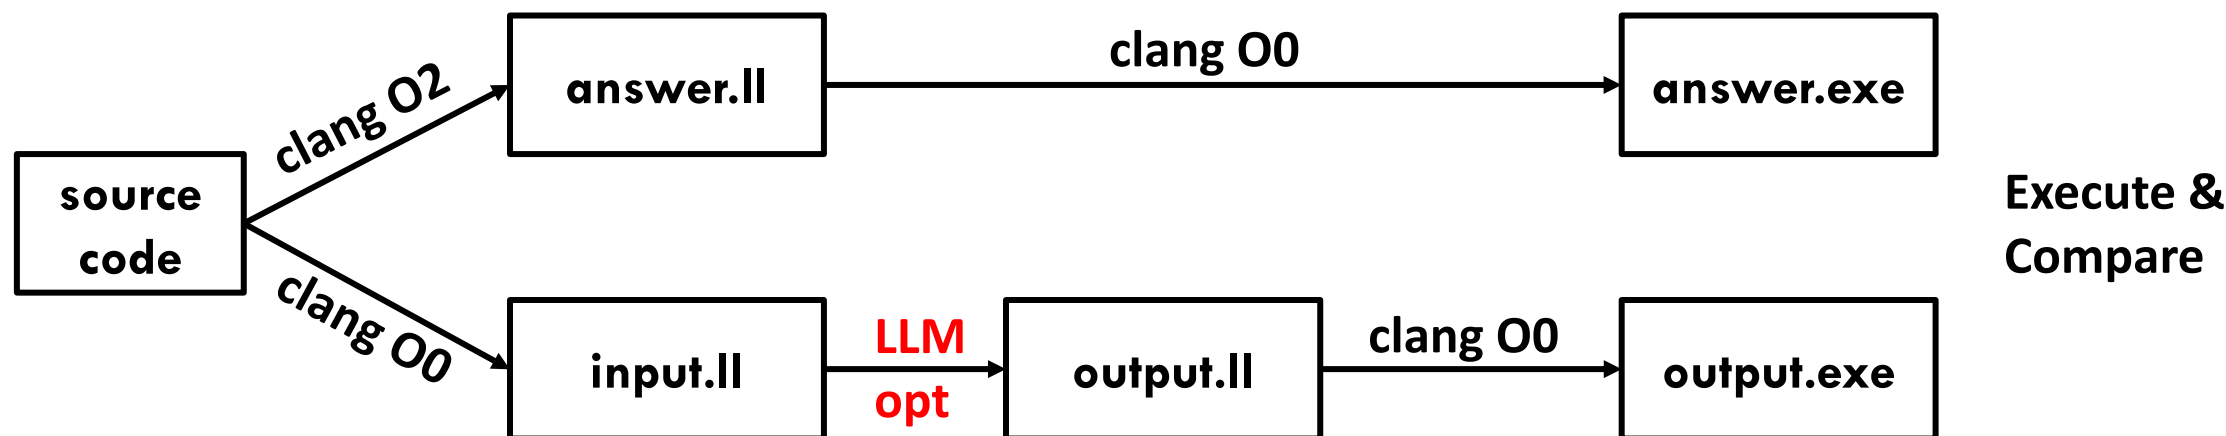 clang O2
answer.ll
clang O0
answer.exe
source
code
Execute &
Compare
clang O0
input.ll
LLM
opt
output.ll
clang O0
output.exe